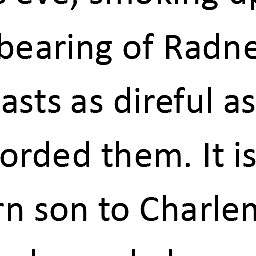 s eve, smoking up
bearing of Radne
asts as direful as
orded them. It is
rn son to Charlem